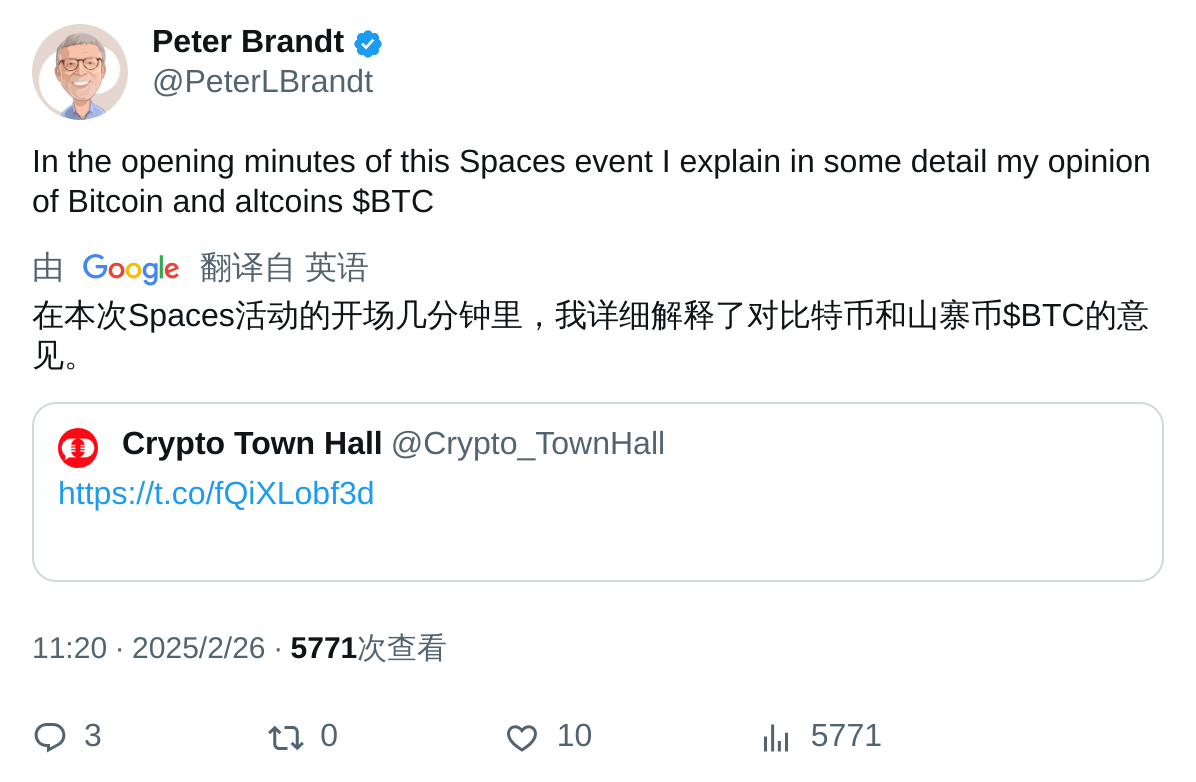 Peter Brandt
@PeterLBrandt
In the opening minutes of this Spaces event I explain in some detail my opinion
of Bitcoin and altcoins $BTC
由 Google 翻译自 英语
在本次Spaces活动的开场几分钟里，我详细解释了对比特币和山寨币$BTC的意
见。
Crypto Town Hall @Crypto_TownHall
https://t.co/fQiXLobf3d
11:20 · 2025/2/26 · 5771次查看
3 0 10 5771